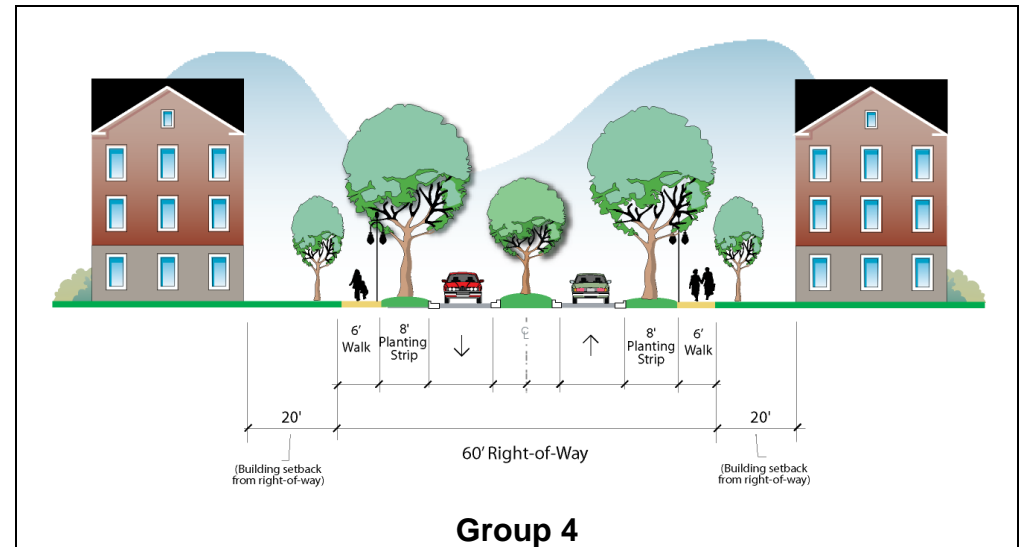 6'
Walk
8'
Planting
Strip
↓
℄
↑
8'
Planting
Strip
6'
Walk
20'
60' Right-of-Way
20'
(Building setback
from right-of-way)
(Building setback
from right-of-way)
Group 4